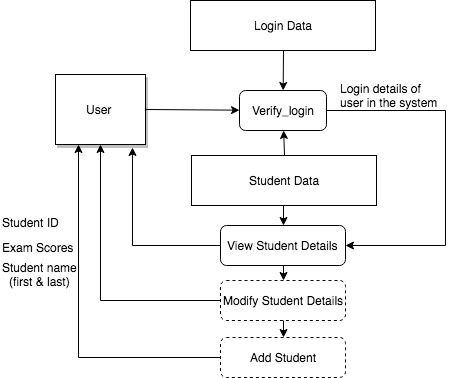 Login Data
Login details of
user in the system
User
Verify_login
Student Data
Student ID
Exam Scores
Student name
(first & last)
View Student Details
Modify Student Details
Add Student